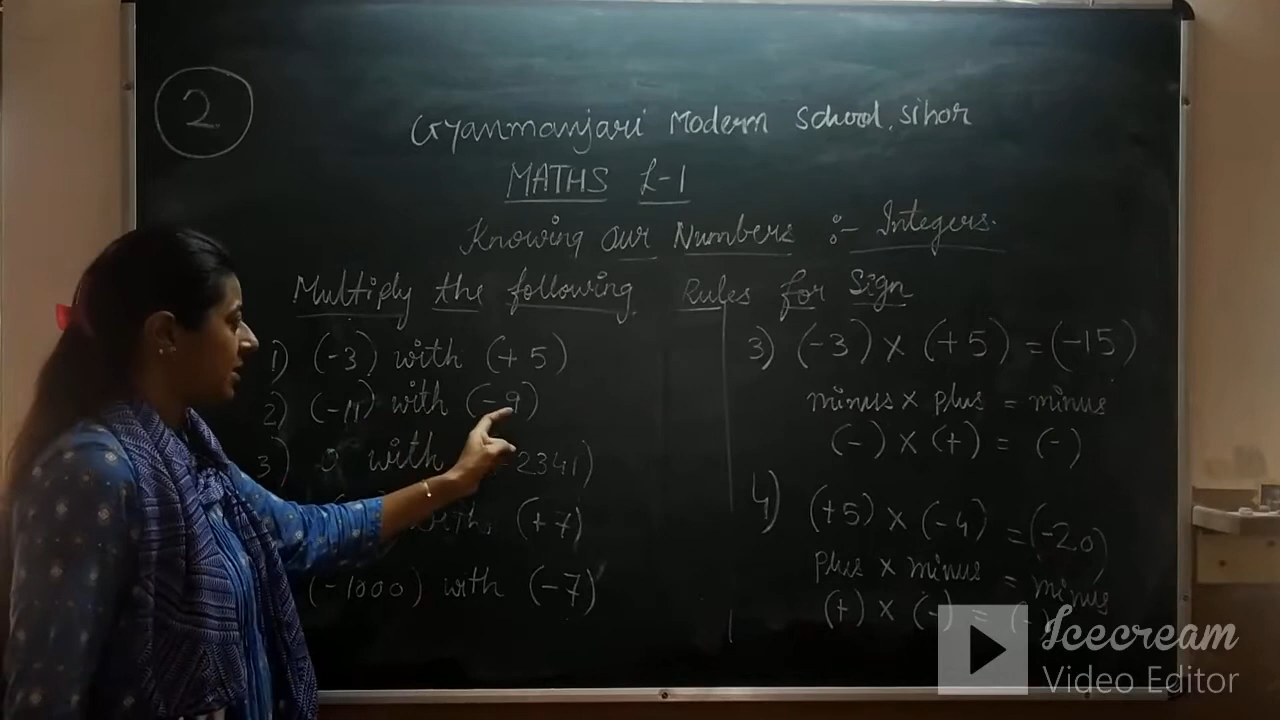 2
Gyanmanjari Modern School, Sihor
MATHS L-1
Knowing our Numbers :- Integers.
Multiply the following.
1) (-3) with (+5)
2) (-11) with (-9)
3) 0 with 2341)
with (+7)
(-1000) with (-7)
Rules for Sign
3) (-3) × (+5) = (-15)
minus × plus = minus
(-) × (+) = (-)
4) (+5) × (-4) = (-20)
plus × minus = minus
(+) × (-) = (-)
Icecream
Video Editor